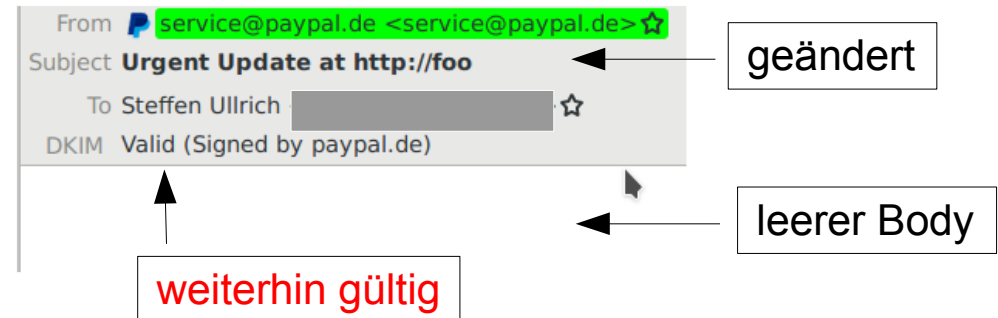 From service@paypal.de <service@paypal.de>
Subject Urgent Update at http://foo
geändert
To Steffen Ullrich
DKIM Valid (Signed by paypal.de)
leerer Body
weiterhin gültig